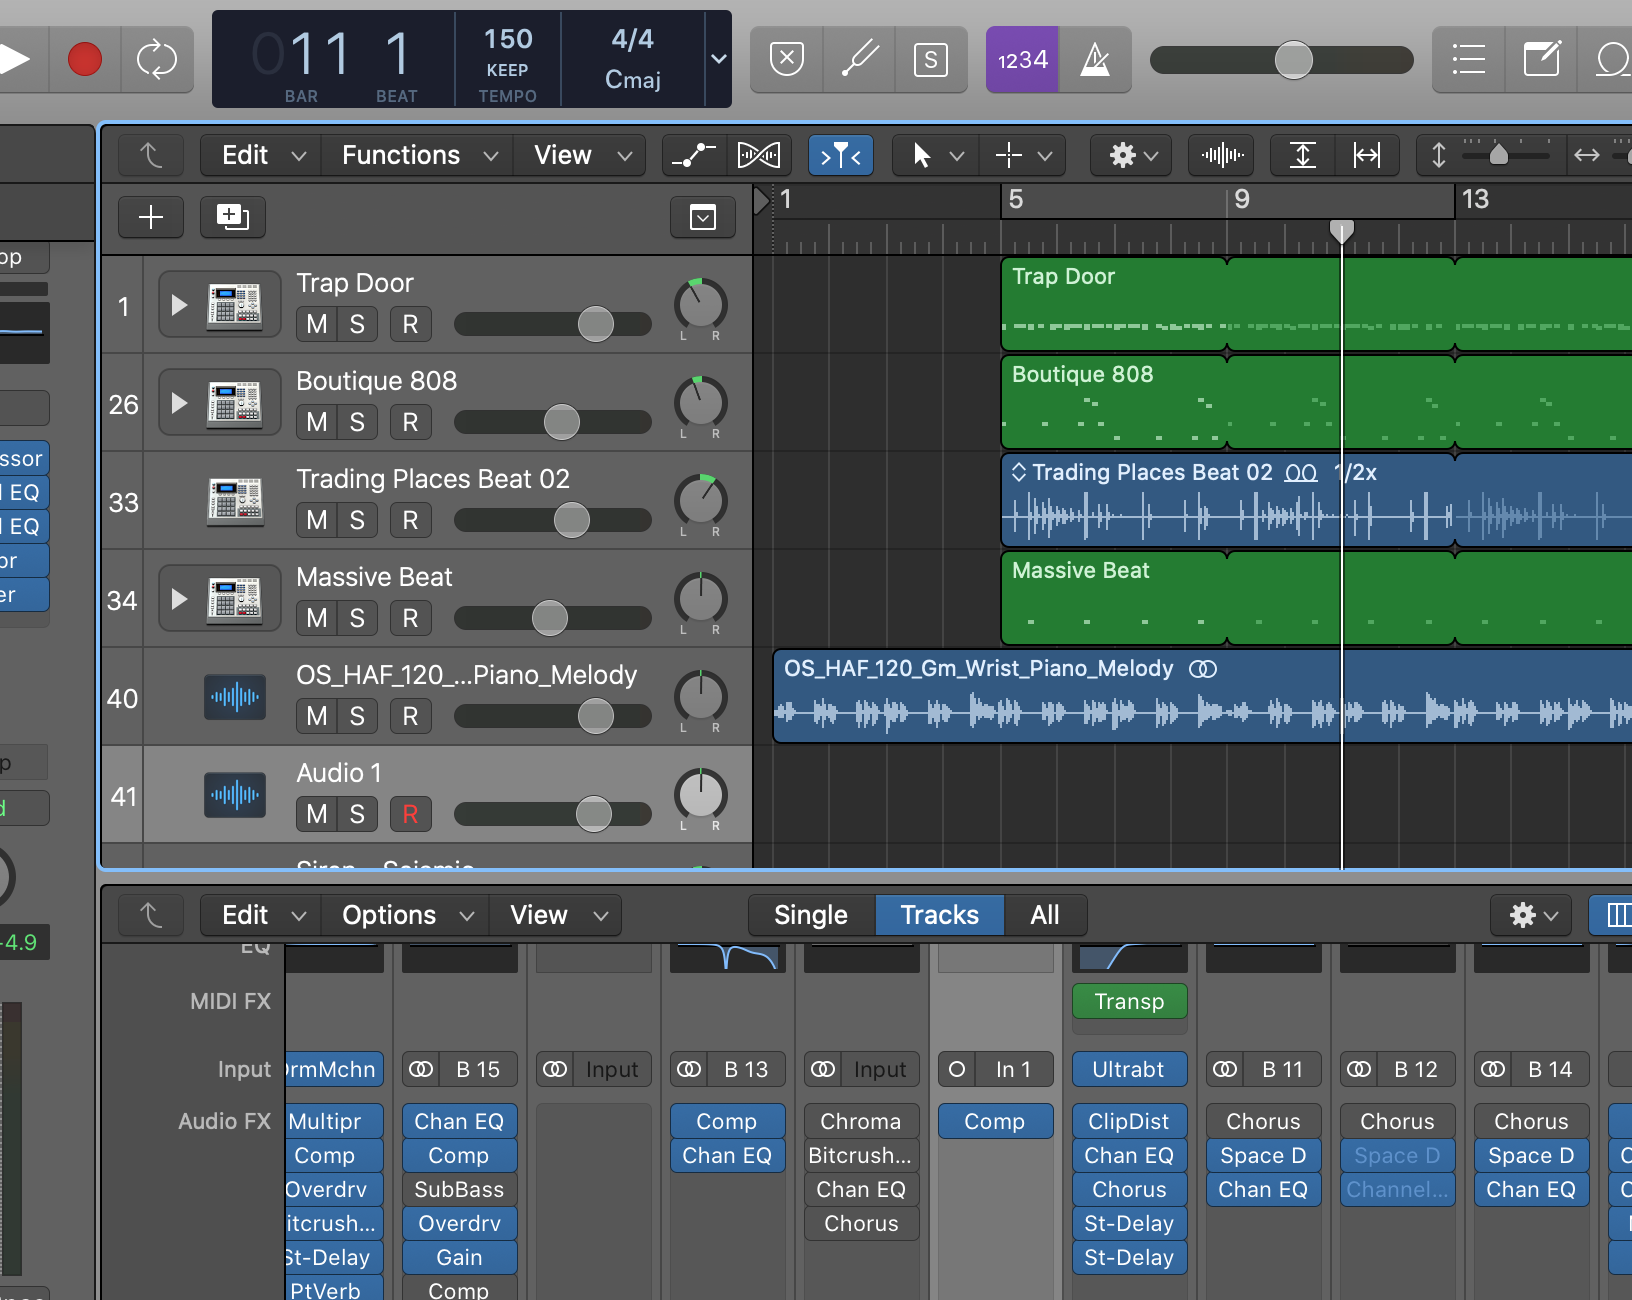 011 1
BAR BEAT
150
KEEP
TEMPO
4/4
Cmaj
S
1234
Edit Functions View
1 5 9 13
1 Trap Door
M S R
L R
26 Boutique 808
M S R
L R
33 Trading Places Beat 02
M S R
L R
34 Massive Beat
M S R
L R
40 OS_HAF_120_...Piano_Melody
M S R
L R
41 Audio 1
M S R
L R
Trap Door
Boutique 808
Trading Places Beat 02 1/2x
Massive Beat
OS_HAF_120_Gm_Wrist_Piano_Melody
op
ssor
l EQ
l EQ
or
er
p
d
-4.9
Edit Options View Single Tracks All
EQ
MIDI FX Transp
Input DrmMchn B 15 Input B 13 Input In 1 Ultrabt B 11 B 12 B 14
Audio FX Multipr Chan EQ Comp Chroma Comp ClipDist Chorus Chorus Chorus
Comp Comp Chan EQ Bitcrush... Chan EQ Space D Space D Space D
Overdrv SubBass Chan EQ Chorus Chan EQ Channel... Chan EQ
itcrush... Overdrv Chorus St-Delay
St-Delay Gain St-Delay
PtVerb Comp